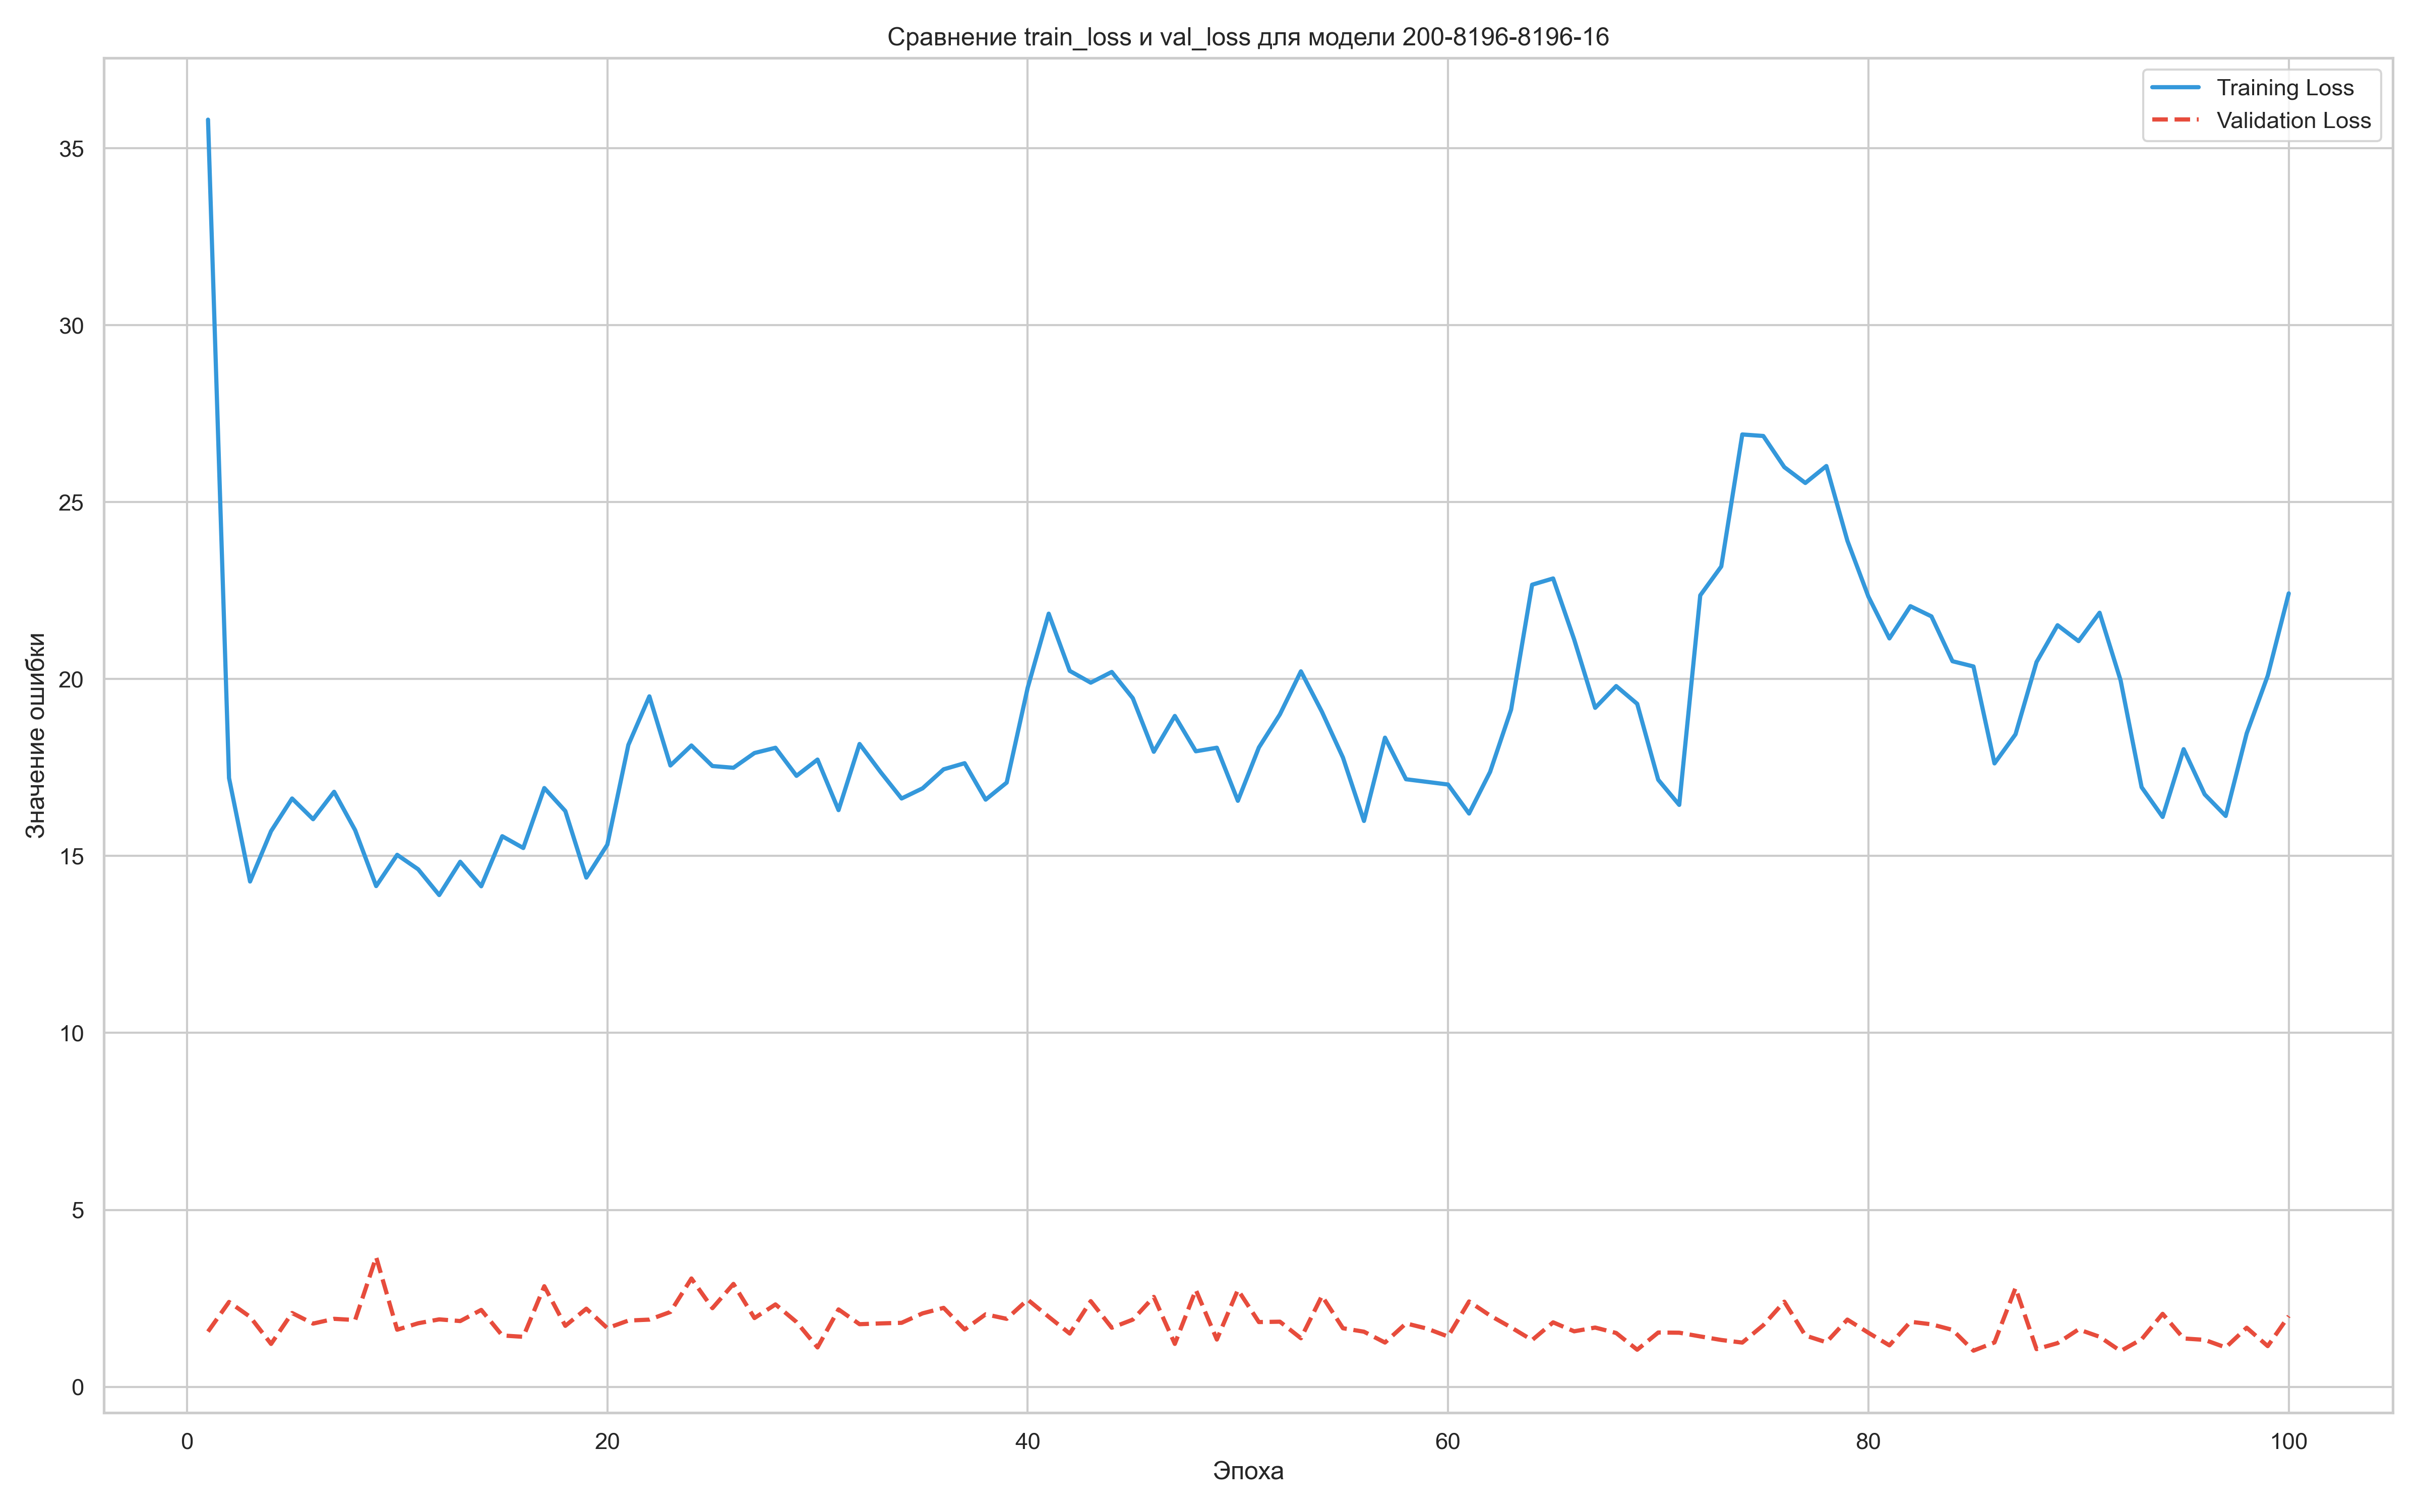 Сравнение train_loss и val_loss для модели 200-8196-8196-16
Training Loss
Validation Loss
35
30
25
20
15
10
5
0
Значение ошибки
0 20 40 60 80 100
Эпоха